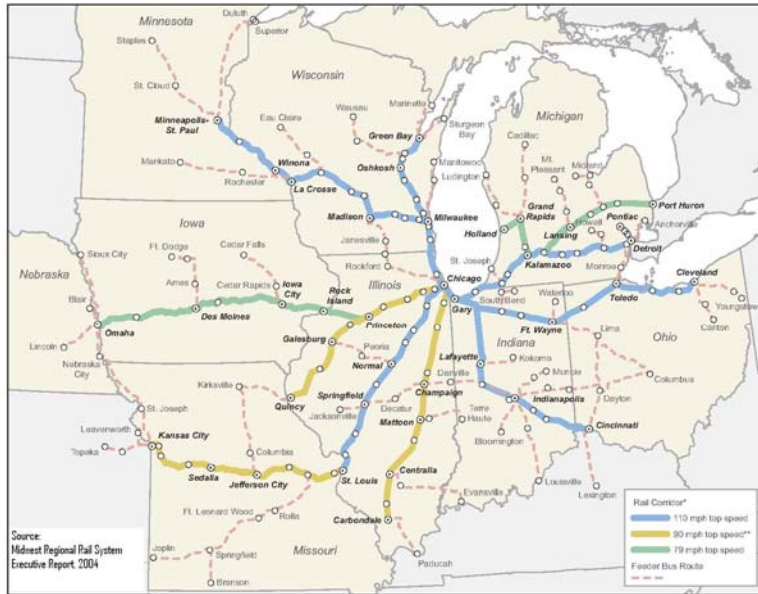 Minnesota
Duluth
Superior
Staples
St. Cloud
Minneapolis-
St. Paul
Mankato
Rochester
Winona
La Crosse
Wisconsin
Eau Claire
Wausau
Marinette
Green Bay
Sturgeon
Bay
Oshkosh
Manitowoc
Ludington
Madison
Milwaukee
Janesville
Rockford
Michigan
Cadillac
Mt.
Pleasant
Midland
Grand
Rapids
Holland
Lansing
Howell
Pontiac
Port Huron
Anchorville
Detroit
Kalamazoo
Monroe
St. Joseph
South Bend
Iowa
Sioux City
Ft. Dodge
Cedar Falls
Ames
Cedar Rapids
Iowa
City
Rock
Island
Des Moines
Nebraska
Blair
Omaha
Lincoln
Nebraska
City
Illinois
Chicago
Gary
Princeton
Galesburg
Peoria
Normal
Quincy
Springfield
Jacksonville
Decatur
Danville
Champaign
Mattoon
Centralia
Carbondale
Indiana
Waterloo
Ft. Wayne
Lafayette
Kokomo
Muncie
Indianapolis
Terre
Haute
Bloomington
Evansville
Louisville
Lexington
Paducah
Ohio
Toledo
Cleveland
Youngstown
Canton
Lima
Columbus
Dayton
Cincinnati
Kirksville
St. Joseph
Leavenworth
Kansas City
Topeka
Sedalia
Columbia
Jefferson City
St. Louis
Ft. Leonard Wood
Rolla
Missouri
Joplin
Springfield
Branson
Source:
Midwest Regional Rail System
Executive Report, 2004
Rail Corridor*
110 mph top speed
90 mph top speed**
79 mph top speed
Feeder Bus Route